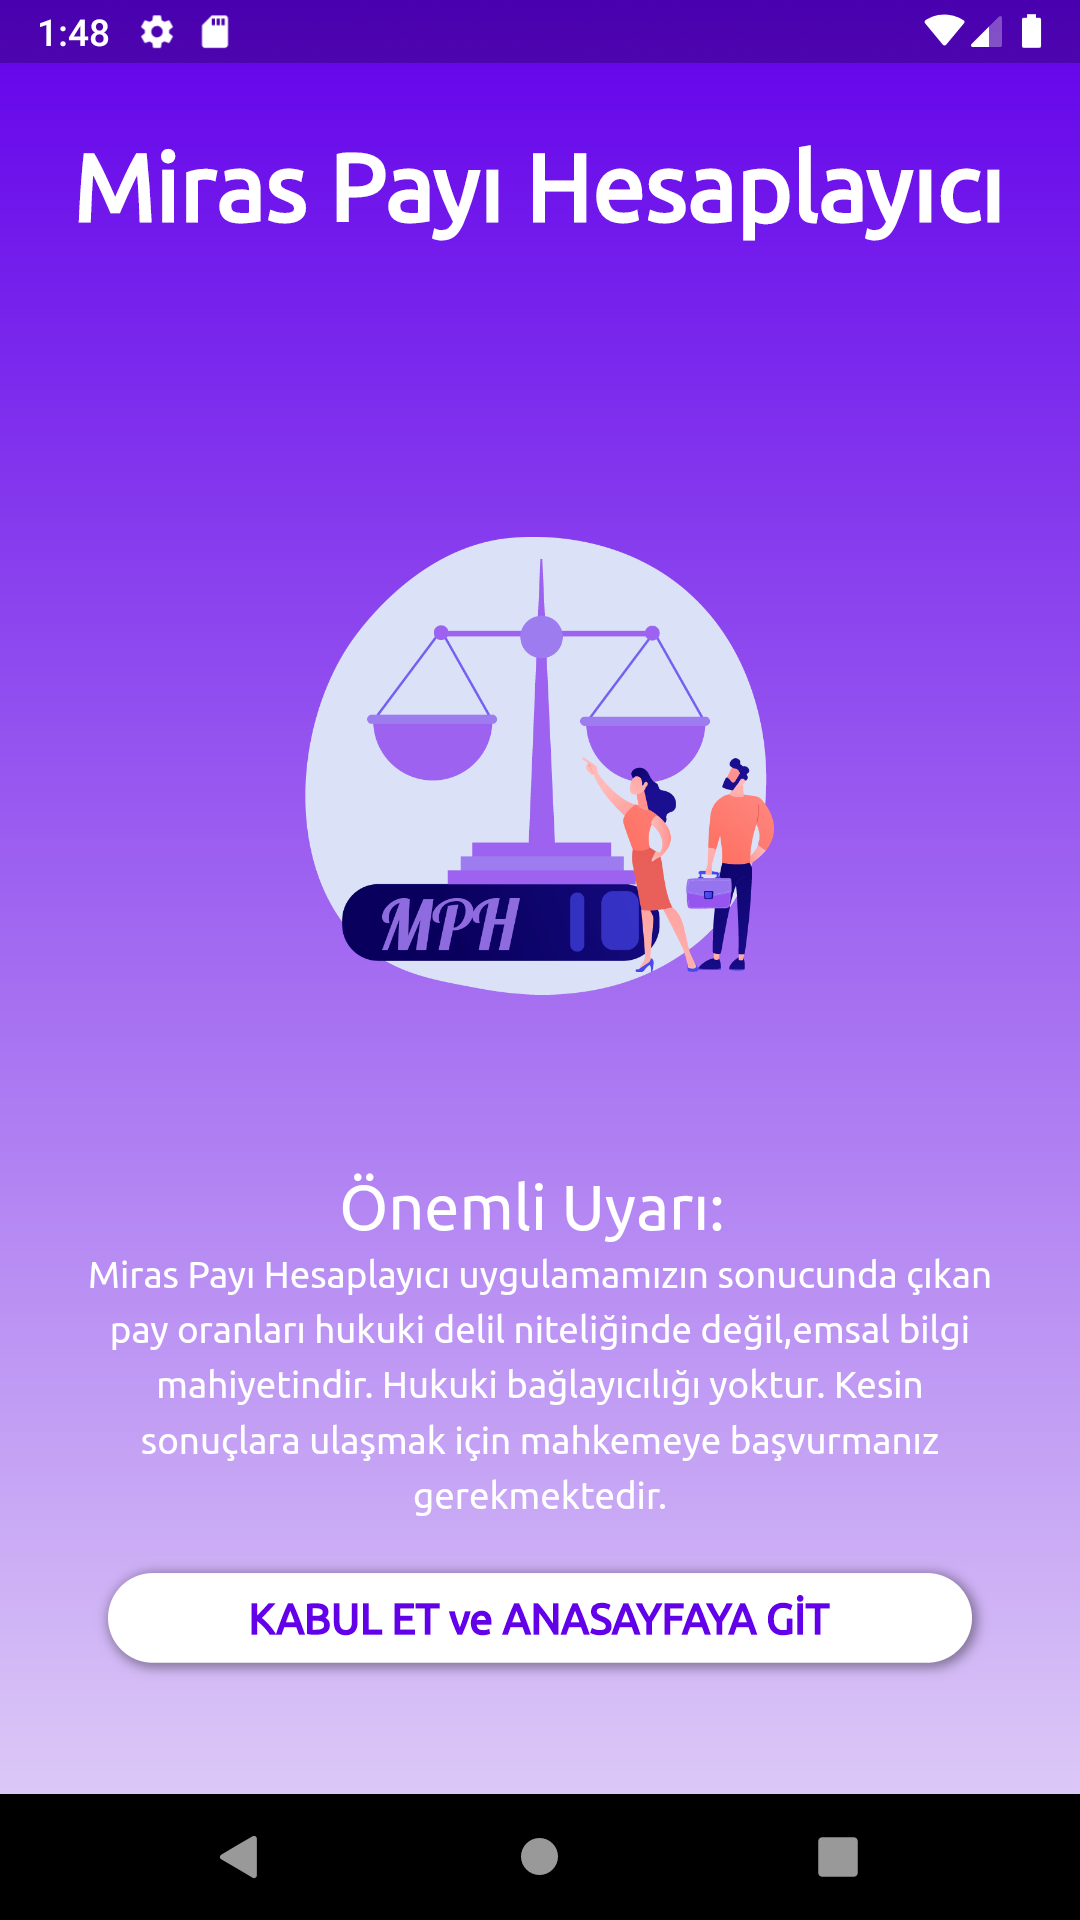 1:48
Miras Payı Hesaplayıcı
MPH
Önemli Uyarı:
Miras Payı Hesaplayıcı uygulamamızın sonucunda çıkan
pay oranları hukuki delil niteliğinde değil,emsal bilgi
mahiyetindir. Hukuki bağlayıcılığı yoktur. Kesin
sonuçlara ulaşmak için mahkemeye başvurmanız
gerekmektedir.
KABUL ET ve ANASAYFAYA GİT